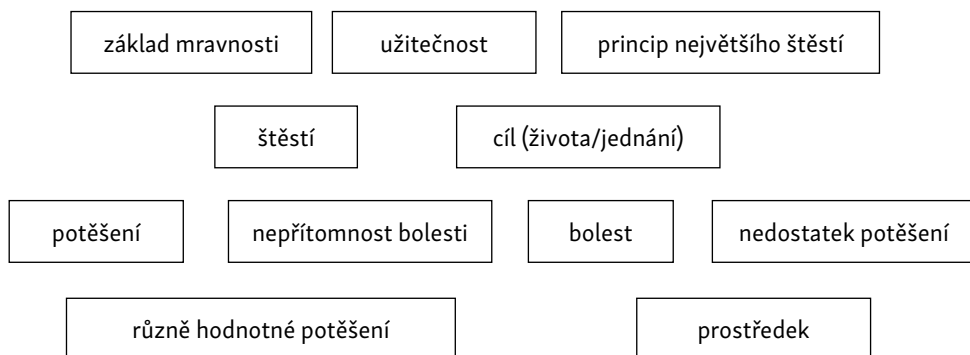 základ mravnosti
užitečnost
princip největšího štěstí
štěstí
cíl (života/jednání)
potěšení
nepřítomnost bolesti
bolest
nedostatek potěšení
různě hodnotné potěšení
prostředek